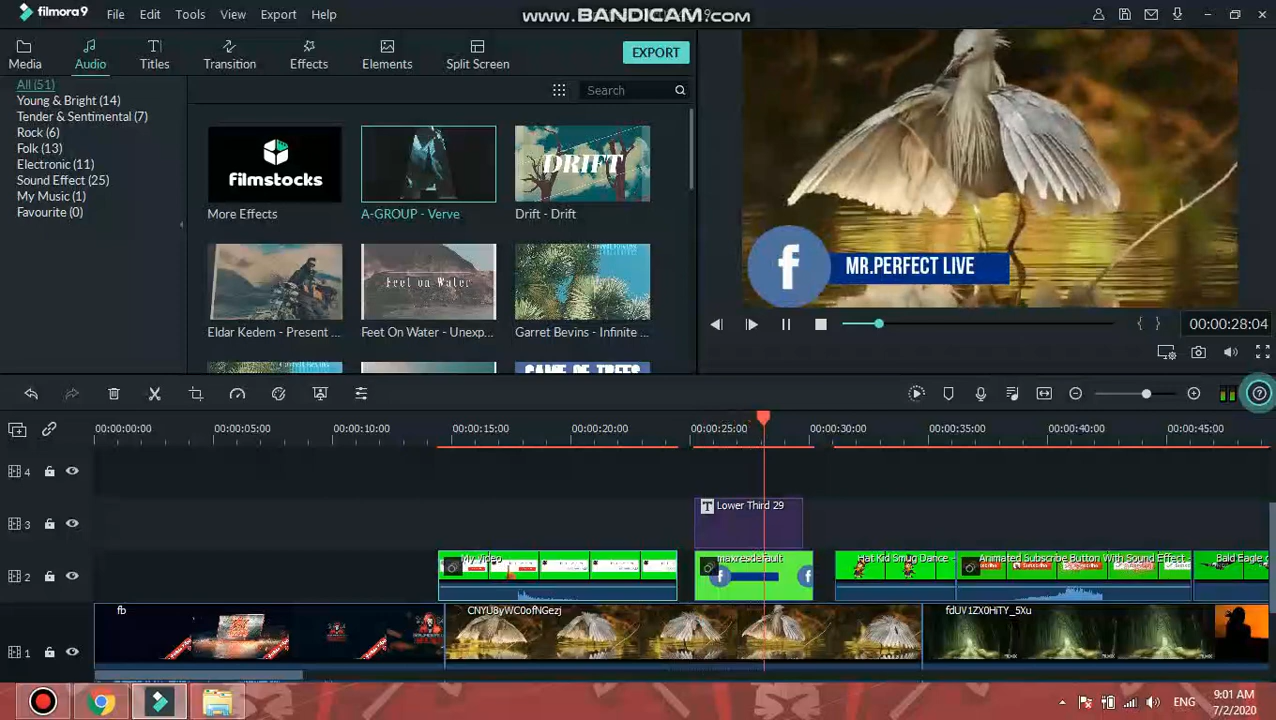 filmora9 File Edit Tools View Export Help www.BANDICAM.com
Media Audio Titles Transition Effects Elements Split Screen EXPORT
All (51)
Young & Bright (14)
Tender & Sentimental (7)
Rock (6)
Folk (13)
Electronic (11)
Sound Effect (25)
My Music (1)
Favourite (0)
Search
filmstocks
DRIFT
More Effects A-GROUP - Verve Drift - Drift
Feet on Water
Eldar Kedem - Present ... Feet On Water - Unexp... Garret Bevins - Infinite ...
GAME OF TREES
f MR.PERFECT LIVE
{ } 00:00:28:04
00:00:00:00 00:00:05:00 00:00:10:00 00:00:15:00 00:00:20:00 00:00:25:00 00:00:30:00 00:00:35:00 00:00:40:00 00:00:45:00
4
3 T Lower Third 29
2 My Video maxresdefault Hat Kid Smug Dance - Animated Subscribe Button With Sound Effect Bald Eagle
1 fb CNYU8yWC0ofNGezj fdUV1ZX0HiTY_5Xu
ENG 9:01 AM
7/2/2020